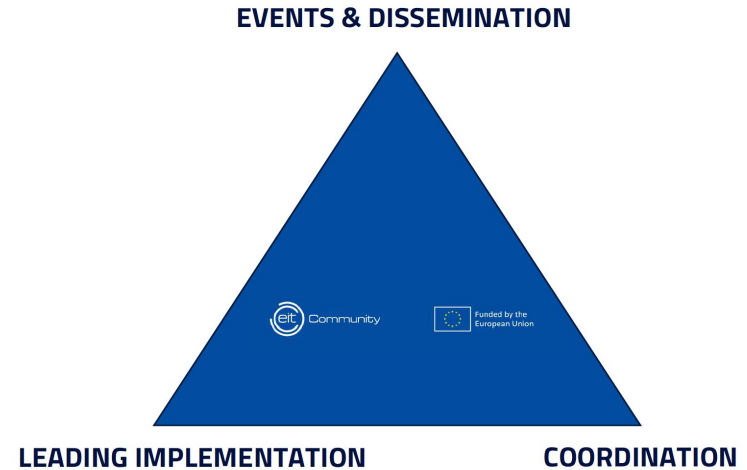 EVENTS & DISSEMINATION
eit Community
Funded by the
European Union
LEADING IMPLEMENTATION
COORDINATION